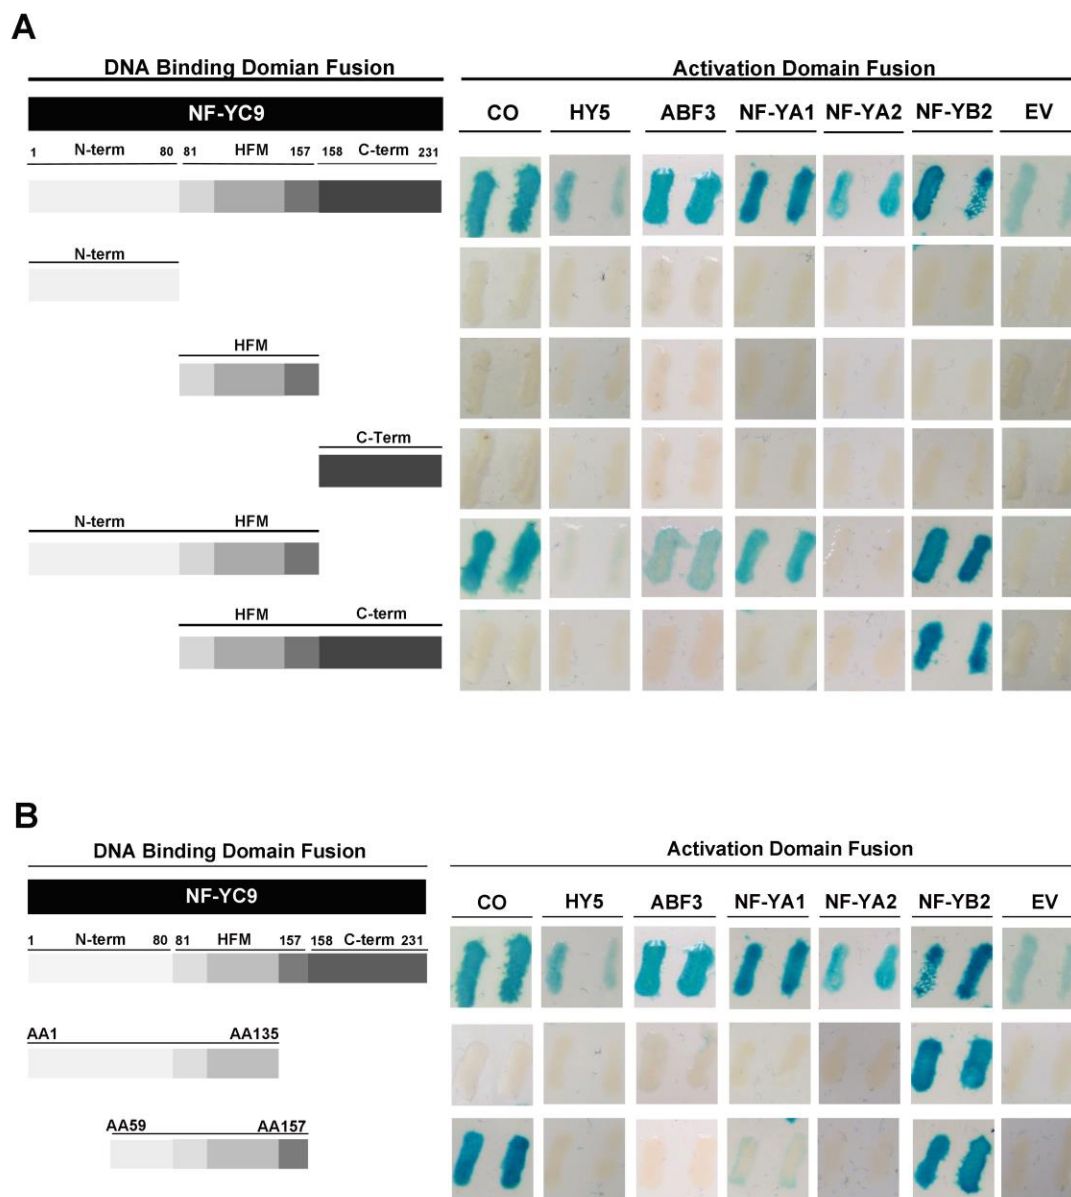 A
DNA Binding Domian Fusion
Activation Domain Fusion
NF-YC9
CO HY5 ABF3 NF-YA1 NF-YA2 NF-YB2 EV
1 N-term 80 81 HFM 157 158 C-term 231
N-term
HFM
C-Term
N-term HFM
HFM C-term
B
DNA Binding Domain Fusion
Activation Domain Fusion
NF-YC9
CO HY5 ABF3 NF-YA1 NF-YA2 NF-YB2 EV
1 N-term 80 81 HFM 157 158 C-term 231
AA1 AA135
AA59 AA157